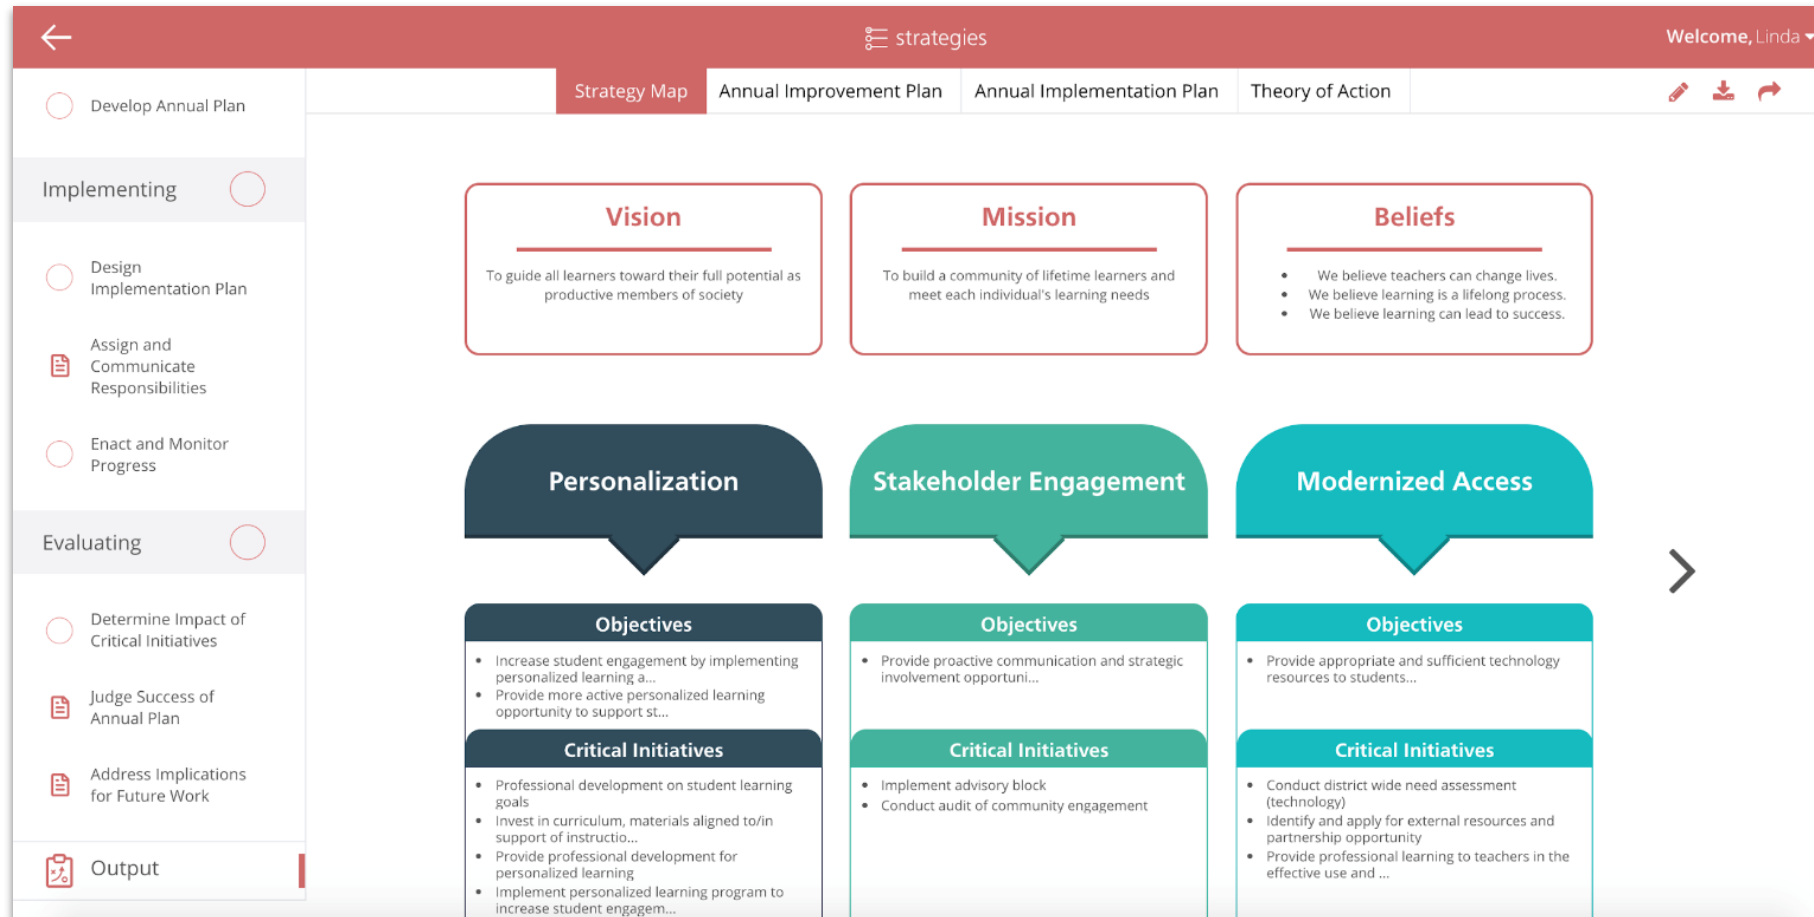 strategies
Welcome, Linda
Develop Annual Plan
Implementing
Design
Implementation Plan
Assign and
Communicate
Responsibilities
Enact and Monitor
Progress
Evaluating
Determine Impact of
Critical Initiatives
Judge Success of
Annual Plan
Address Implications
for Future Work
Output
Strategy Map
Annual Improvement Plan
Annual Implementation Plan
Theory of Action
Vision
To guide all learners toward their full potential as
productive members of society
Mission
To build a community of lifetime learners and
meet each individual's learning needs
Beliefs
• We believe teachers can change lives.
• We believe learning is a lifelong process.
• We believe learning can lead to success.
Personalization
Objectives
• Increase student engagement by implementing
personalized learning a...
• Provide more active personalized learning
opportunity to support st...
Critical Initiatives
• Professional development on student learning
goals
• Invest in curriculum, materials aligned to/in
support of instructio...
• Provide professional development for
personalized learning
• Implement personalized learning program to
increase student engagem...
Stakeholder Engagement
Objectives
• Provide proactive communication and strategic
involvement opportuni...
Critical Initiatives
• Implement advisory block
• Conduct audit of community engagement
Modernized Access
Objectives
• Provide appropriate and sufficient technology
resources to students...
Critical Initiatives
• Conduct district wide need assessment
(technology)
• Identify and apply for external resources and
partnership opportunity
• Provide professional learning to teachers in the
effective use and ...